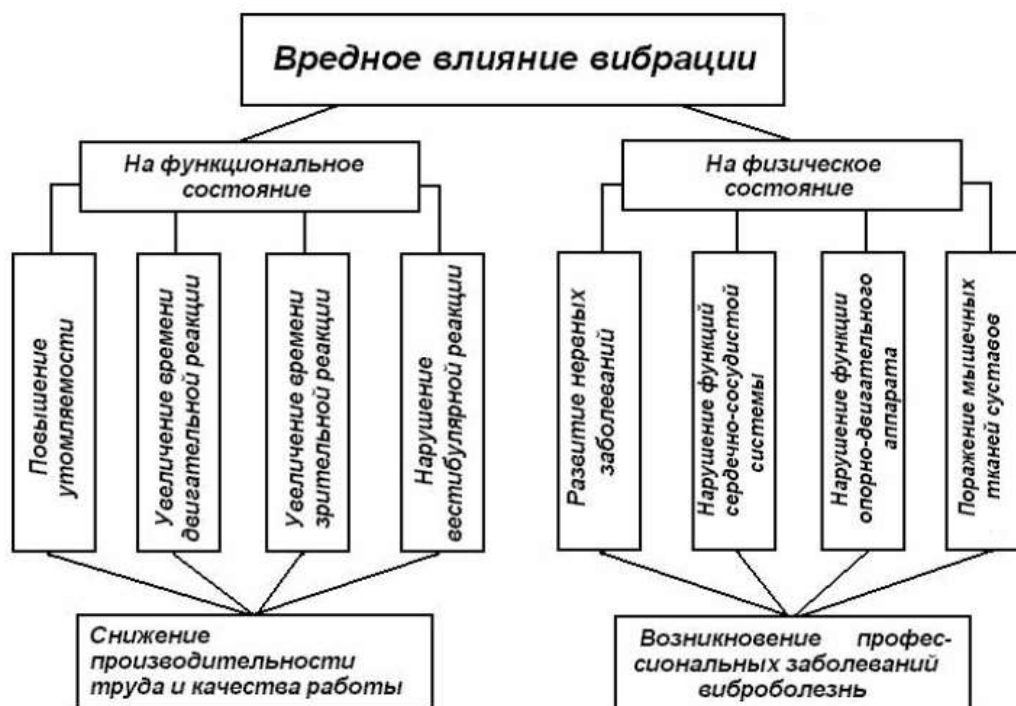 Вредное влияние вибрации
На функциональное
состояние
На физическое
состояние
Повышение
утомляемости
Увеличение времени
двигательной реакции
Увеличение времени
зрительной реакции
Нарушение
вестибулярной реакции
Развитие нервных
заболеваний
Нарушение функций
сердечно-сосудистой
системы
Нарушение функции
опорно-двигательного
аппарата
Поражение мышечных
тканей суставов
Снижение
производительности
труда и качества работы
Возникновение профес-
сиональных заболеваний
виброболезнь